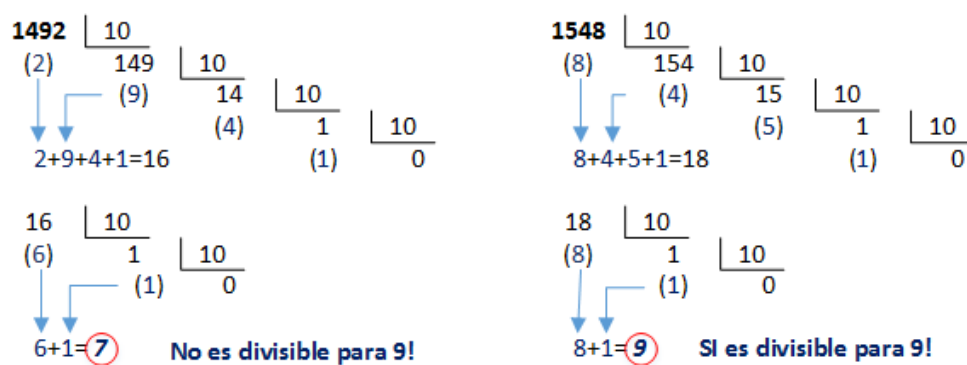 1492 10
(2) 149 10
(9) 14 10
(4) 1 10
2+9+4+1=16 (1) 0
16 10
(6) 1 10
(1) 0
6+1=7 No es divisible para 9!
1548 10
(8) 154 10
(4) 15 10
(5) 1 10
8+4+5+1=18 (1) 0
18 10
(8) 1 10
(1) 0
8+1=9 SI es divisible para 9!